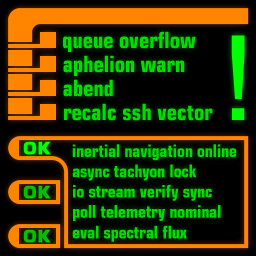 queue overflow
aphelion warn
abend
recalc ssh vector
!
OK
inertial navigation online
async tachyon lock
OK
io stream verify sync
poll telemetry nominal
OK
eval spectral flux